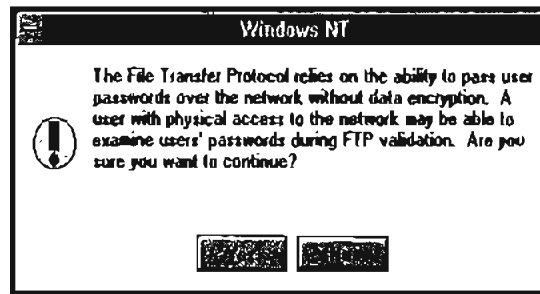 Windows NT
The File Transfer Protocol relies on the ability to pass user
passwords over the network without data encryption. A
user with physical access to the network may be able to
examine users' passwords during FTP validation. Are you
sure you want to continue?